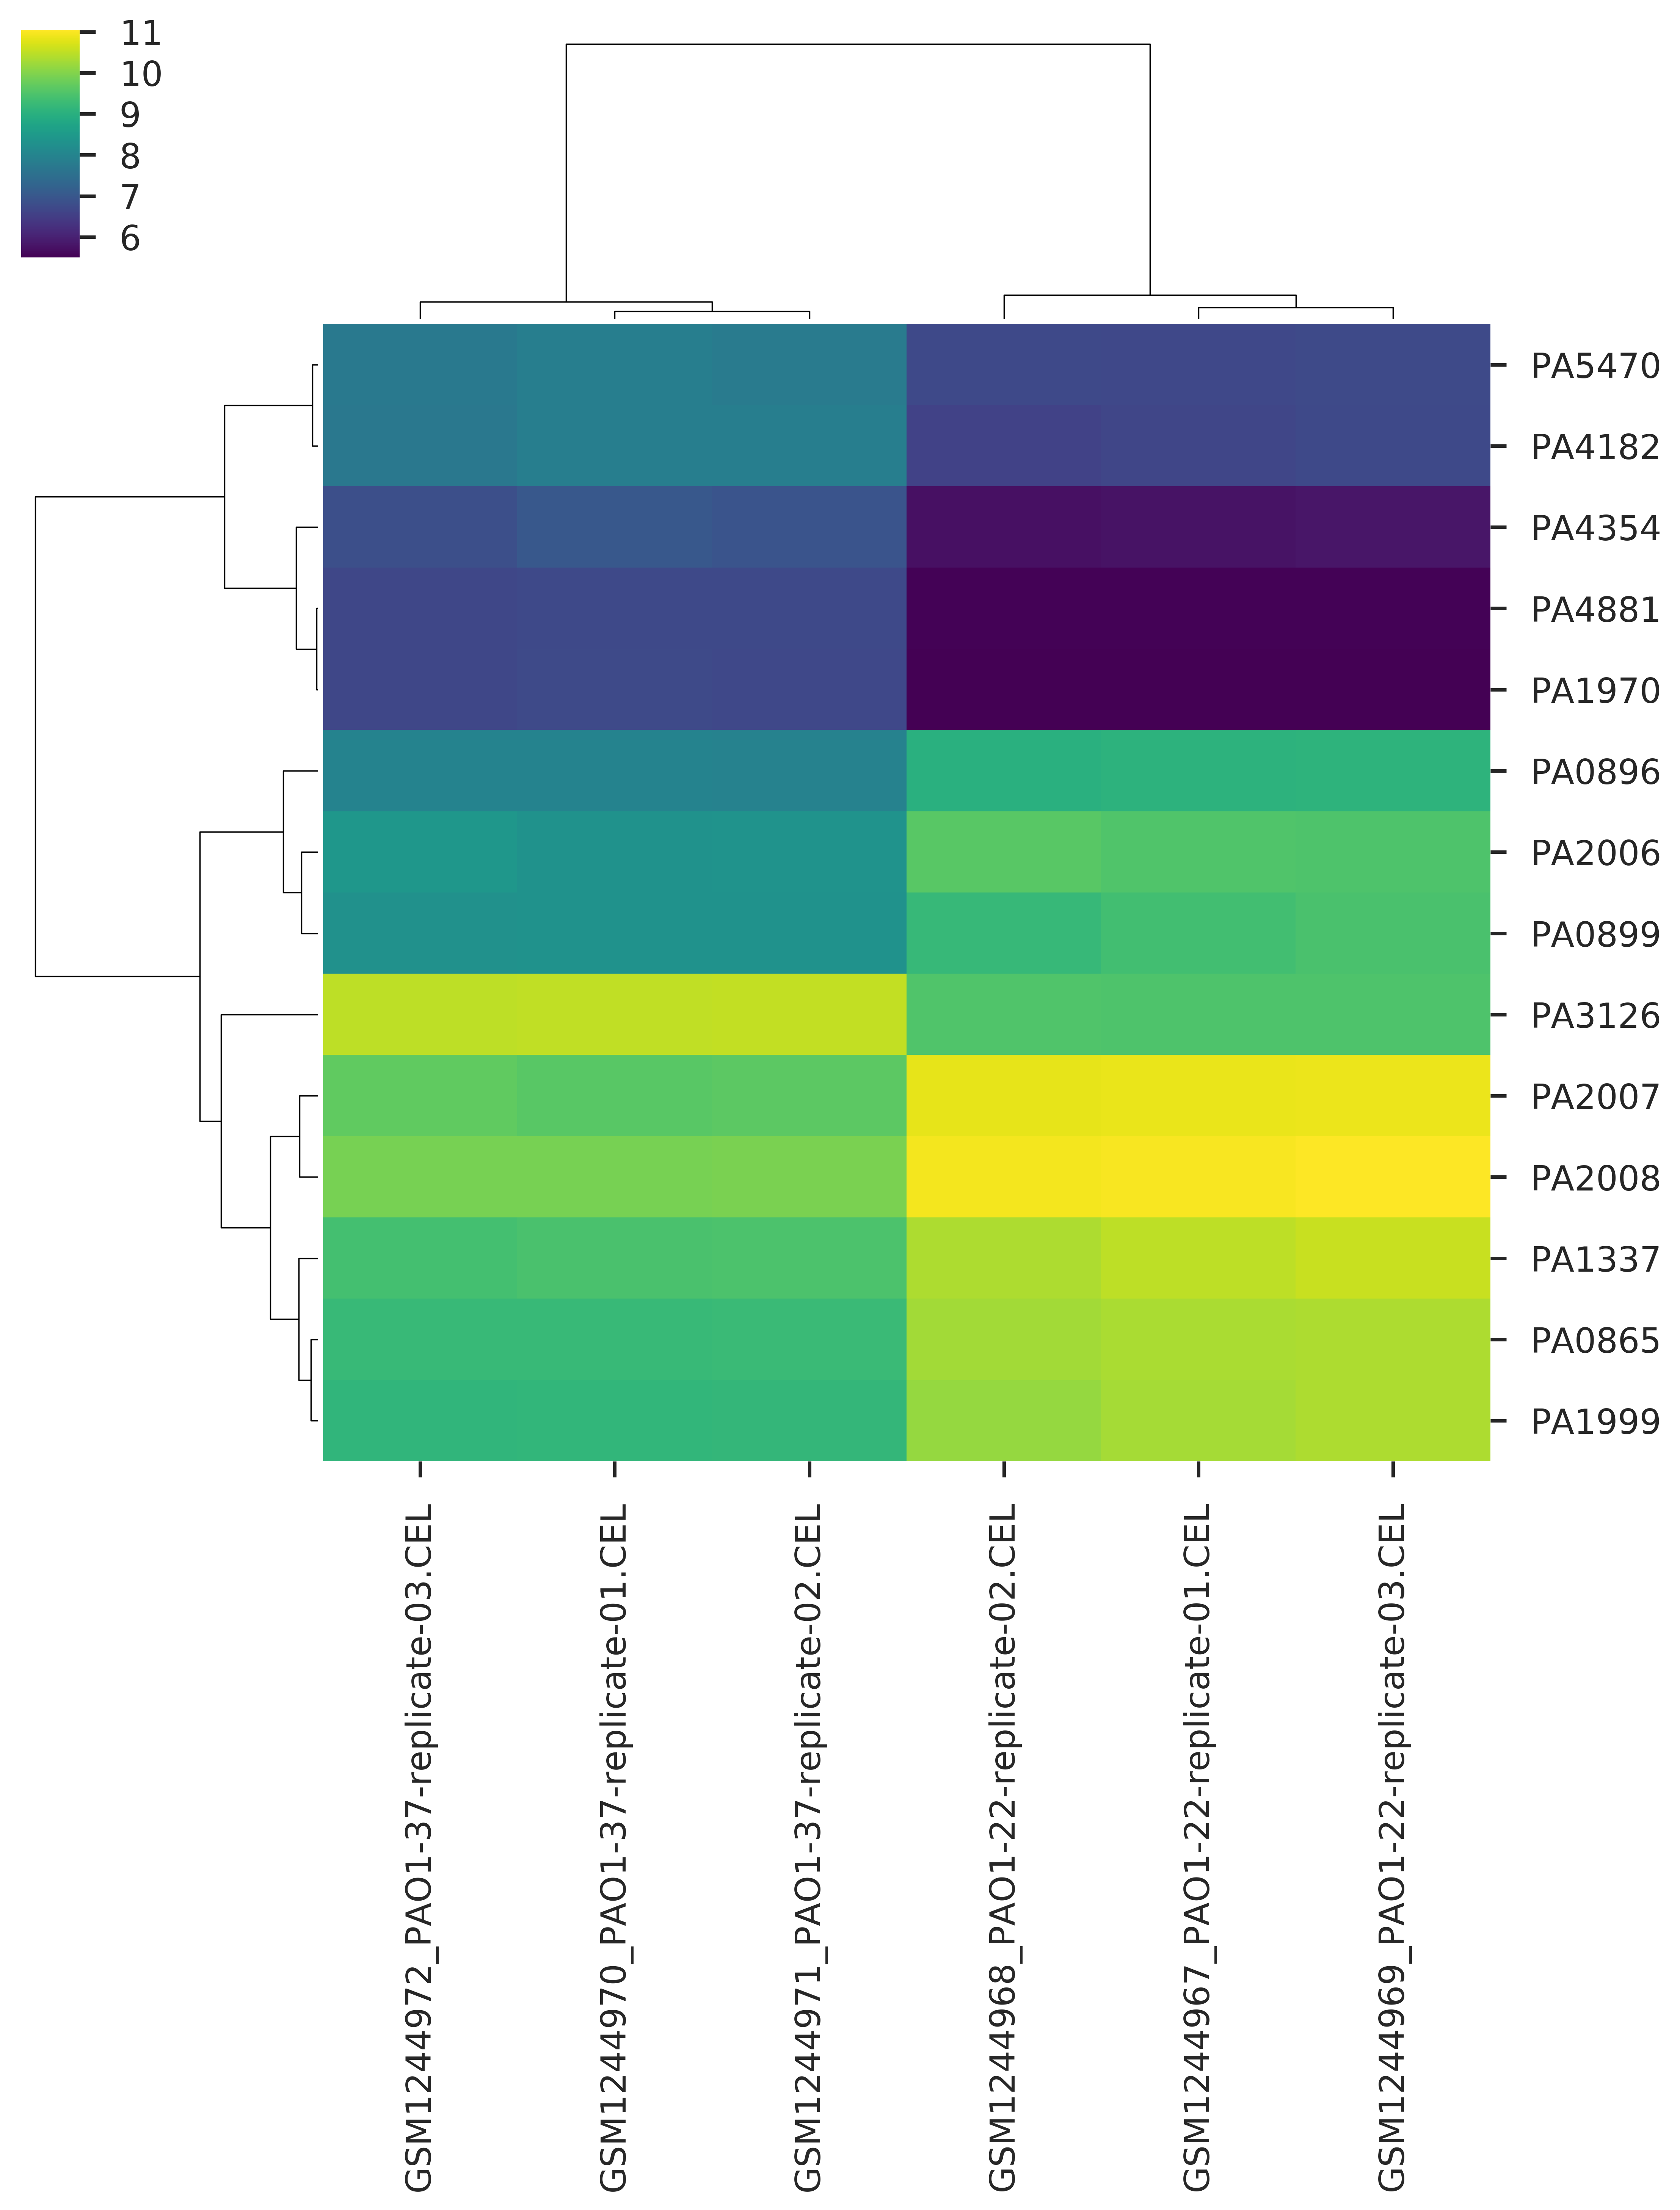 11
10
9
8
7
6
PA5470
PA4182
PA4354
PA4881
PA1970
PA0896
PA2006
PA0899
PA3126
PA2007
PA2008
PA1337
PA0865
PA1999
GSM1244972_PAO1-37-replicate-03.CEL
GSM1244970_PAO1-37-replicate-01.CEL
GSM1244971_PAO1-37-replicate-02.CEL
GSM1244968_PAO1-22-replicate-02.CEL
GSM1244967_PAO1-22-replicate-01.CEL
GSM1244969_PAO1-22-replicate-03.CEL